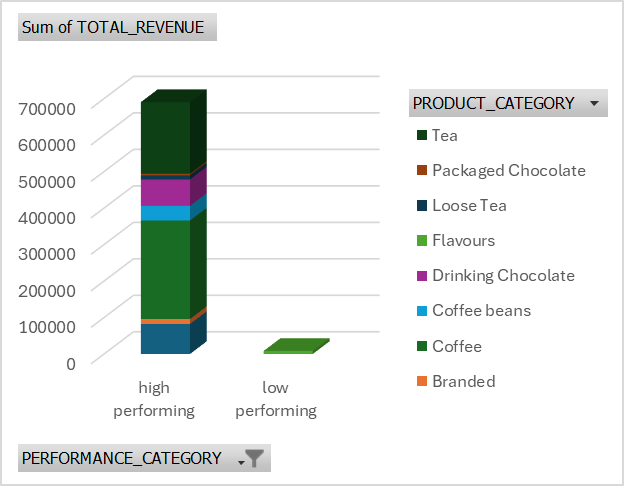 Sum of TOTAL_REVENUE
700000
600000
500000
400000
300000
200000
100000
0
high
performing
low
performing
PRODUCT_CATEGORY
Tea
Packaged Chocolate
Loose Tea
Flavours
Drinking Chocolate
Coffee beans
Coffee
Branded
PERFORMANCE_CATEGORY